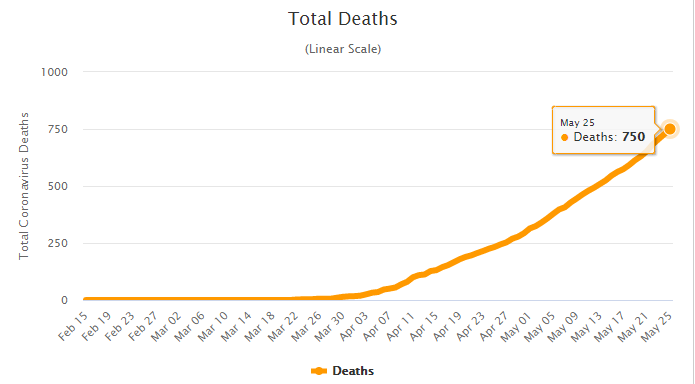 Total Deaths
(Linear Scale)
Total Coronavirus Deaths
1000
750
500
250
0
May 25
Deaths: 750
Feb 15
Feb 19
Feb 23
Feb 27
Mar 02
Mar 06
Mar 10
Mar 14
Mar 18
Mar 22
Mar 26
Mar 30
Apr 03
Apr 07
Apr 11
Apr 15
Apr 19
Apr 23
Apr 27
May 01
May 05
May 09
May 13
May 17
May 21
May 25
Deaths